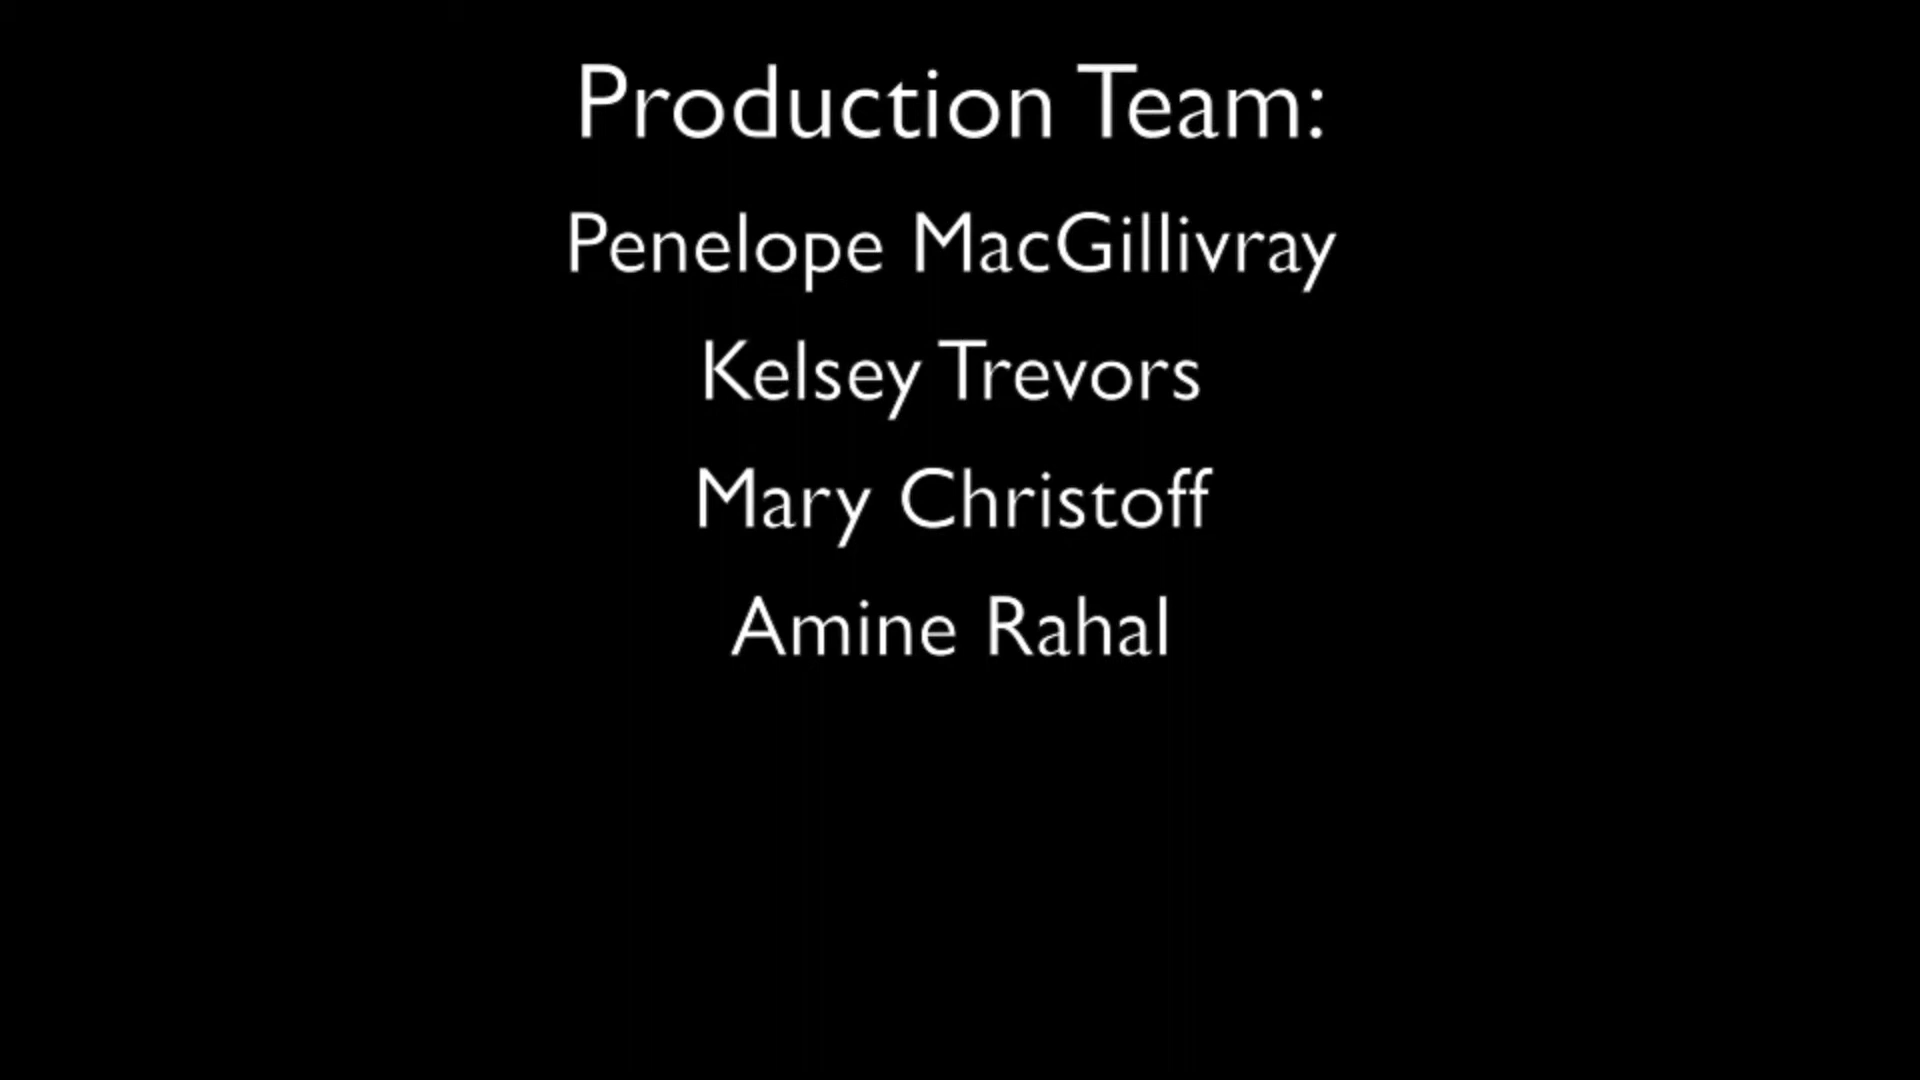 Production Team:
Penelope MacGillivray
Kelsey Trevors
Mary Christoff
Amine Rahal